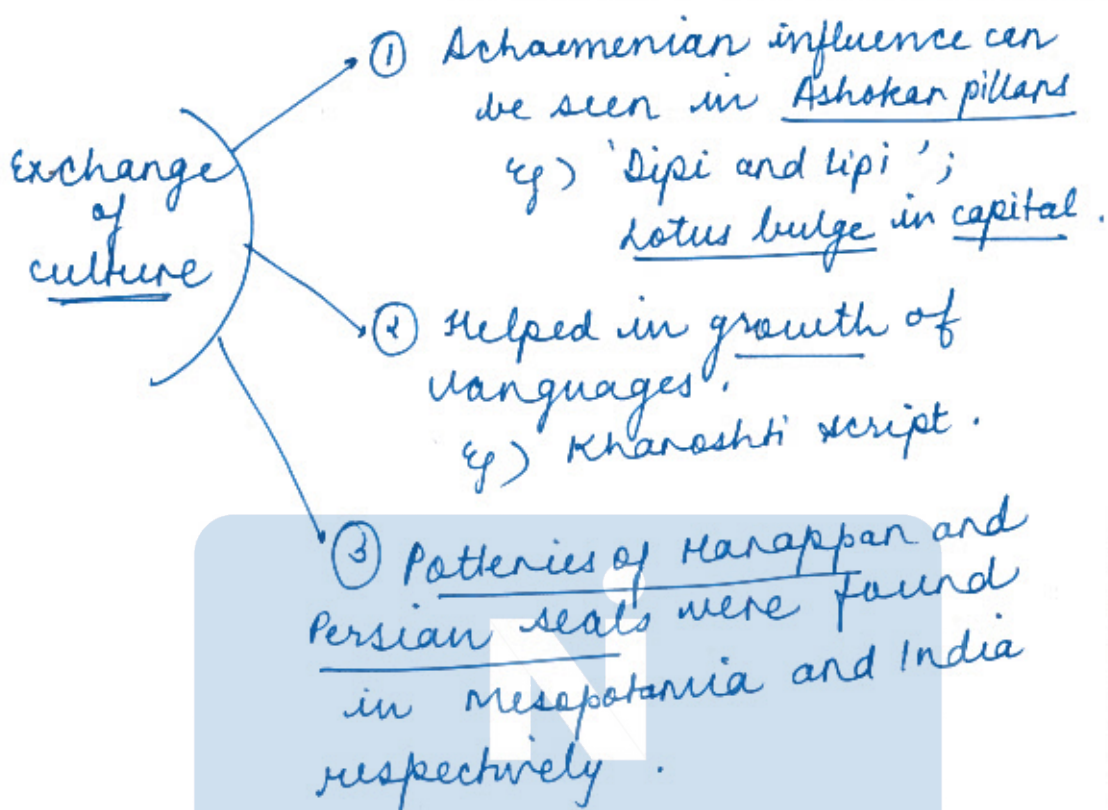 Exchange
of
culture
① Achaemenian influence can
be seen in Ashokan pillars
eg) 'Dipi and lipi';
Lotus bulge in capital.
② Helped in growth of
languages.
eg) Kharoshti script.
③ Potteries of Harappan and
Persian seals were found
in Mesopotamia and India
respectively.
N